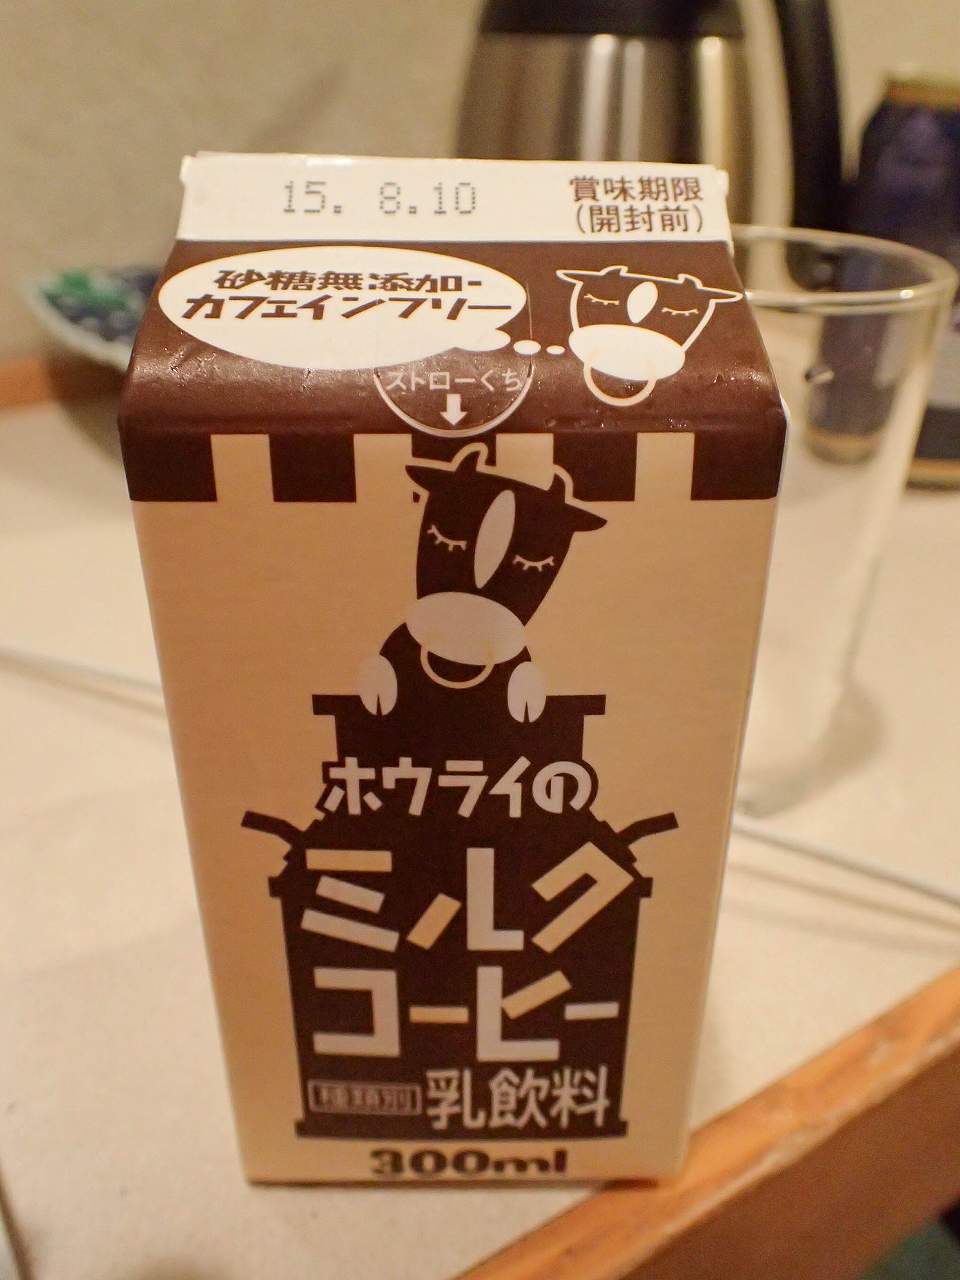 15. 8.10
賞味期限
(開封前)
砂糖無添加・
カフェインフリー
ストローくち
ホウライの
ミルク
コーヒー
種類別 乳飲料
300ml